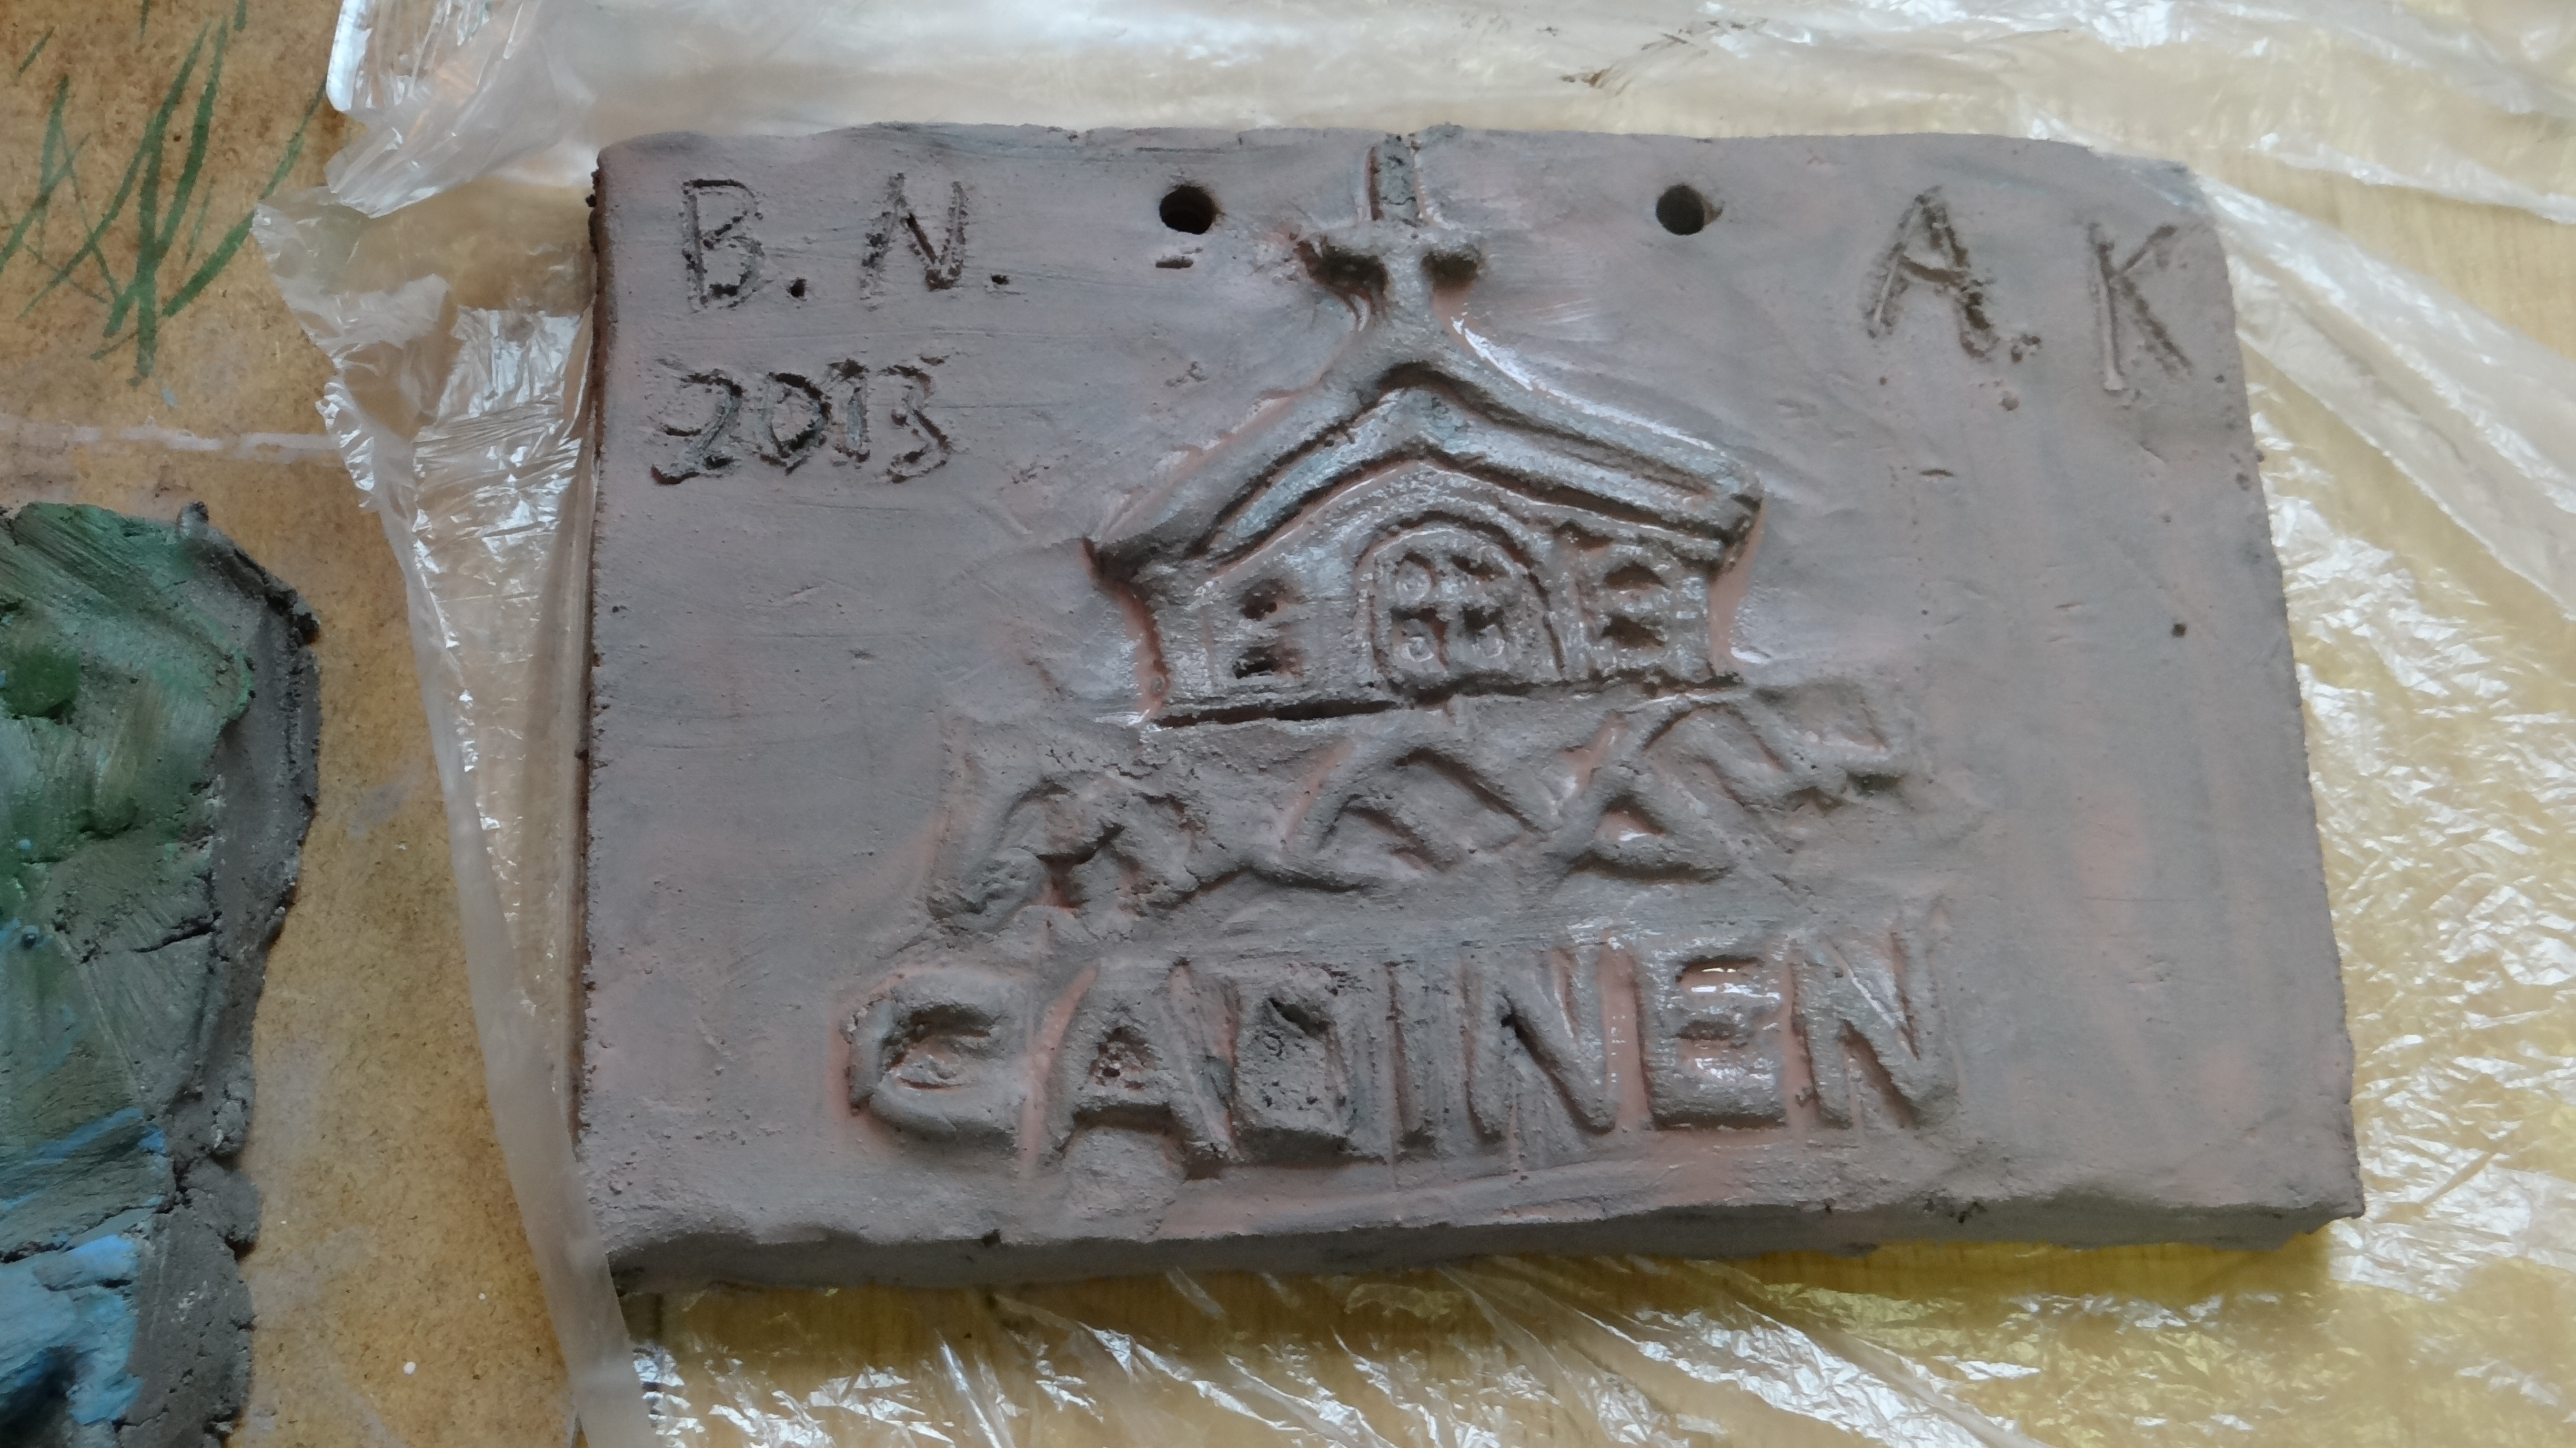 B. N.
A. K
2013
CADINEN